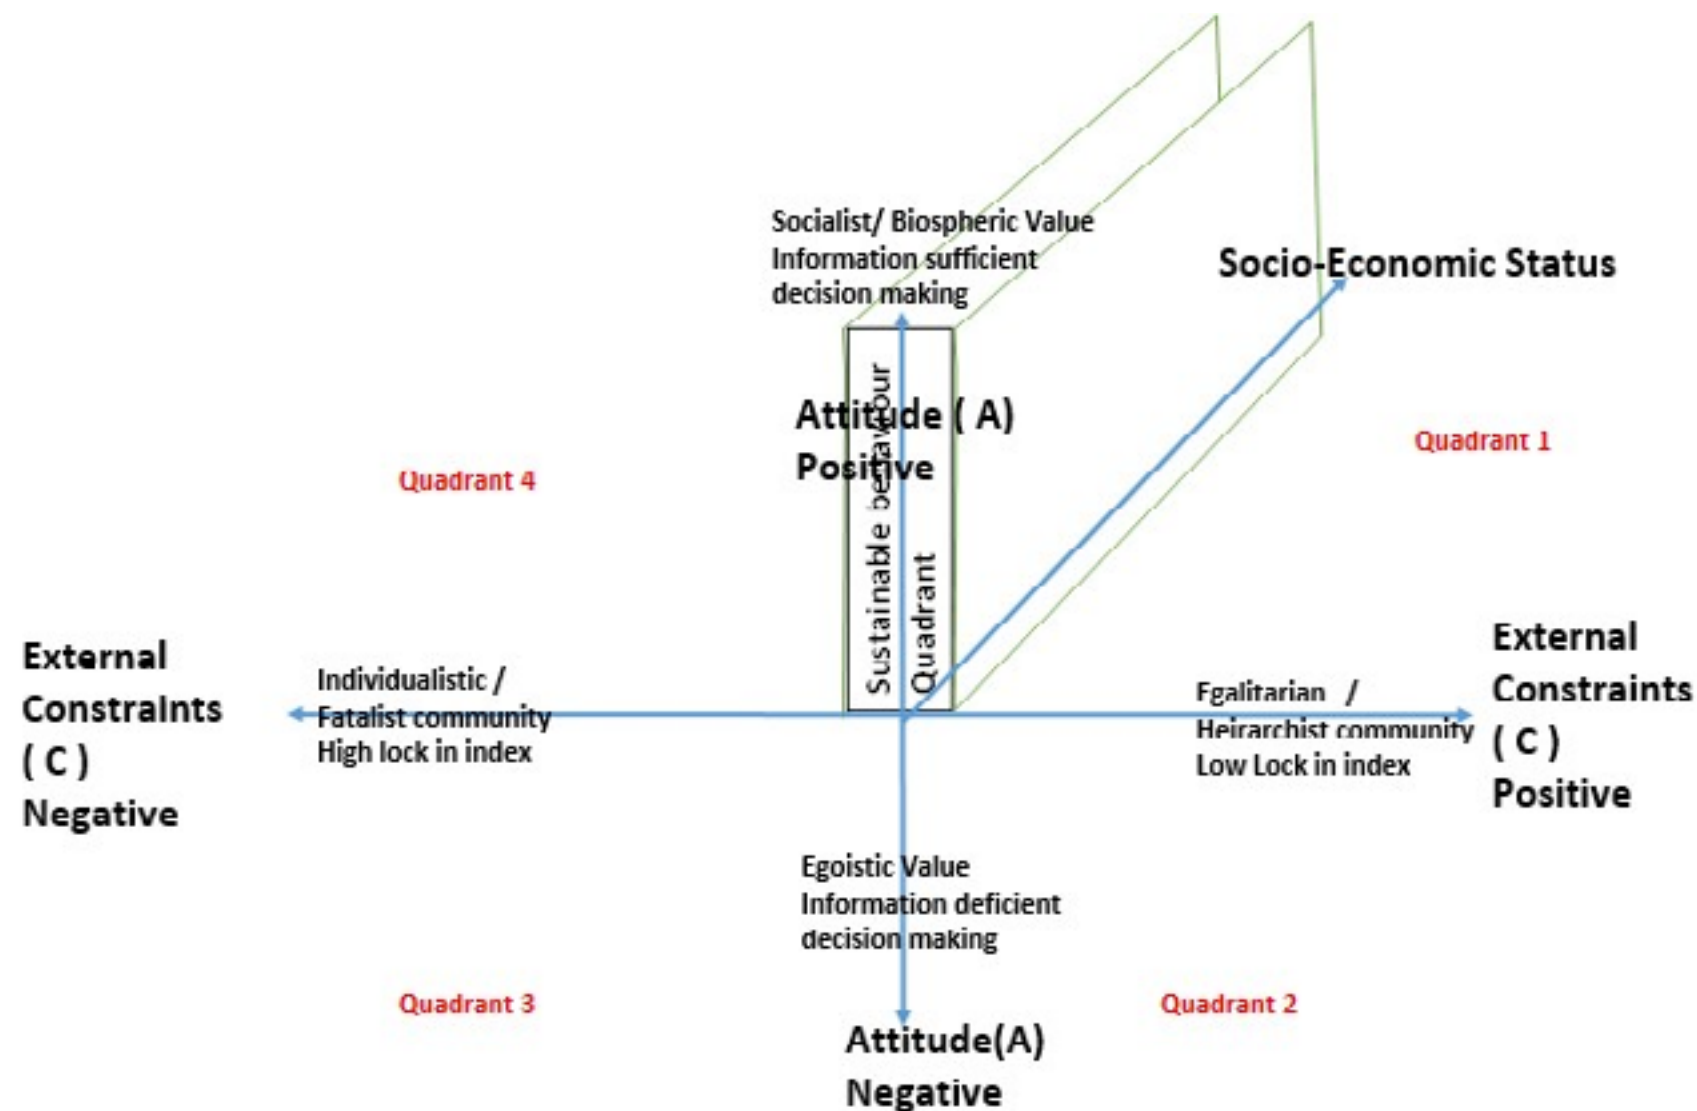 Socialist/ Biospheric Value
Information sufficient
decision making
Socio-Economic Status
Attitude ( A)
Positive
Sustainable behaviour
Quadrant
Quadrant 1
Quadrant 4
External
Constraints
( C )
Negative
Individualistic /
Fatalist community
High lock in index
Egalitarian /
Heirarchist community
Low Lock in index
External
Constraints
( C )
Positive
Egoistic Value
Information deficient
decision making
Quadrant 3
Quadrant 2
Attitude(A)
Negative